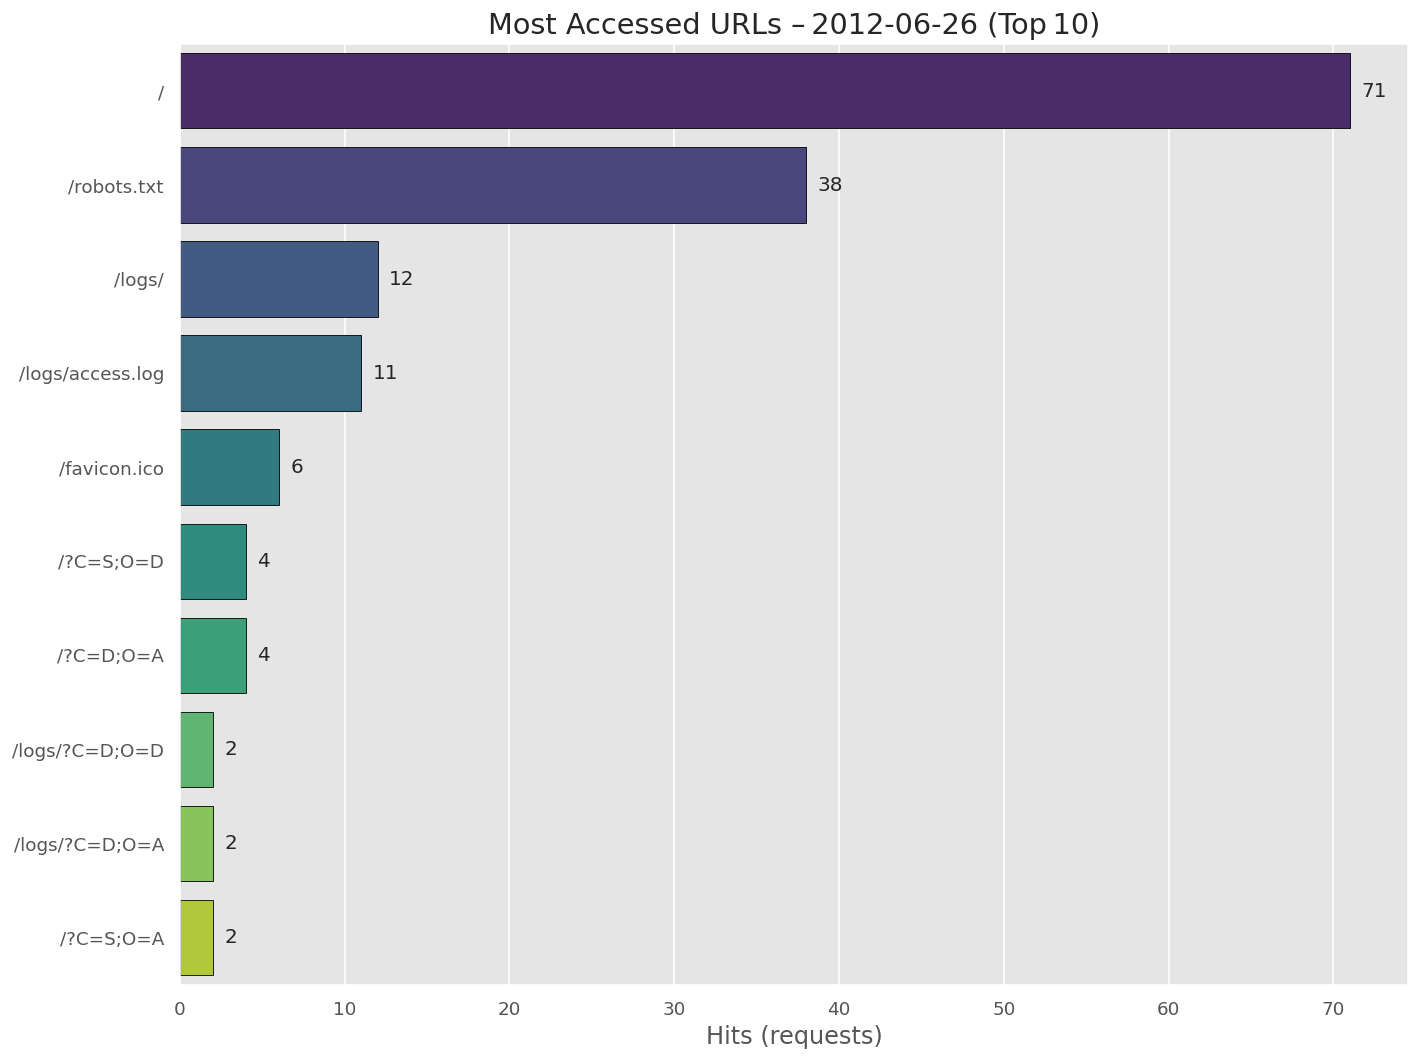 Most Accessed URLs – 2012-06-26 (Top 10)
/
71
/robots.txt
38
/logs/
12
/logs/access.log
11
/favicon.ico
6
/?C=S;O=D
4
/?C=D;O=A
4
/logs/?C=D;O=D
2
/logs/?C=D;O=A
2
/?C=S;O=A
2
0 10 20 30 40 50 60 70
Hits (requests)